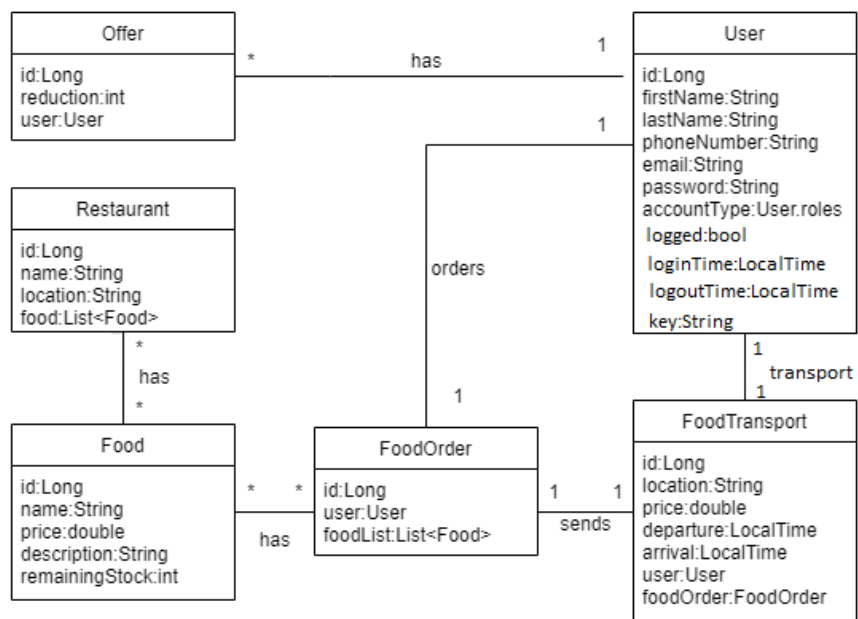 Offer
id:Long
reduction:int
user:User
*
has
1
User
id:Long
firstName:String
lastName:String
phoneNumber:String
email:String
password:String
accountType:User.roles
logged:bool
loginTime:LocalTime
logoutTime:LocalTime
key:String
1
orders
1
Restaurant
id:Long
name:String
location:String
food:List<Food>
*
has
*
1
transport
1
Food
id:Long
name:String
price:double
description:String
remainingStock:int
*
*
has
FoodOrder
id:Long
user:User
foodList:List<Food>
1
1
sends
FoodTransport
id:Long
location:String
price:double
departure:LocalTime
arrival:LocalTime
user:User
foodOrder:FoodOrder